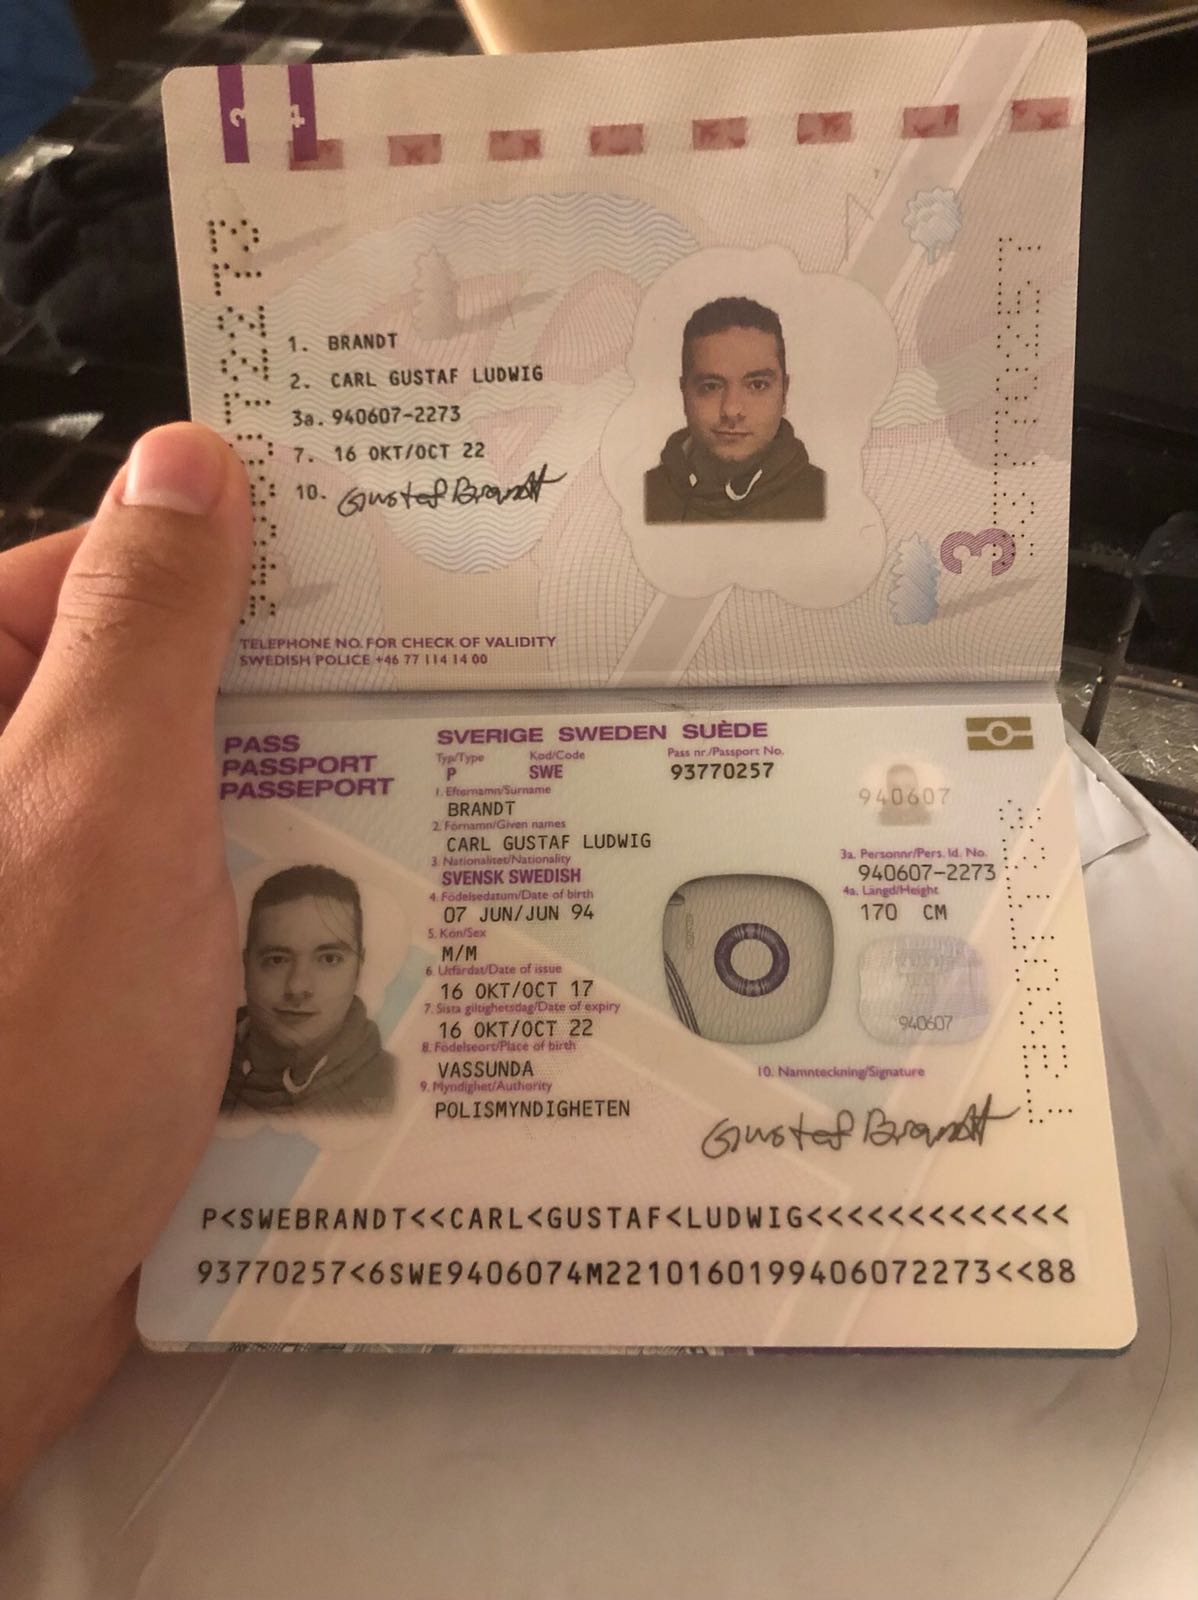 1. BRANDT
2. CARL GUSTAF LUDWIG
3a. 940607-2273
7. 16 OKT/OCT 22
10. Gustaf Brandt
3
TELEPHONE NO. FOR CHECK OF VALIDITY
SWEDISH POLICE +46 77 114 14 00
PASS
PASSPORT
PASSEPORT
SVERIGE SWEDEN SUÈDE
Typ/Type Kod/Code Pass nr./Passport No.
P SWE 93770257
1. Efternamn/Surname
BRANDT
940607
2. Förnamn/Given names
CARL GUSTAF LUDWIG
3. Nationalitet/Nationality
SVENSK SWEDISH
3a. Personnr/Pers. Id. No.
940607-2273
4. Födelsedatum/Date of birth
07 JUN/JUN 94
4a. Längd/Height
170 CM
5. Kön/Sex
M/M
6. Utfärdat/Date of issue
16 OKT/OCT 17
7. Sista giltighetsdag/Date of expiry
16 OKT/OCT 22
940607
8. Födelseort/Place of birth
VASSUNDA
9. Myndighet/Authority
POLISMYNDIGHETEN
10. Namnteckning/Signature
Gustaf Brandt
P<SWEBRANDT<<CARL<GUSTAF<LUDWIG<<<<<<<<<<<<<
93770257<6SWE9406074M2210160199406072273<<88